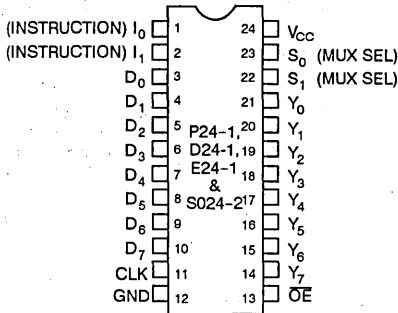 (INSTRUCTION) I0 1 24 VCC
(INSTRUCTION) I1 2 23 S0 (MUX SEL)
D0 3 22 S1 (MUX SEL)
D1 4 21 Y0
D2 5 P24-1, 20 Y1
D3 6 D24-1, 19 Y2
D4 7 E24-1 18 Y3
&
D5 8 S024-2 17 Y4
D6 9 16 Y5
D7 10 15 Y6
CLK 11 14 Y7
GND 12 13 OE